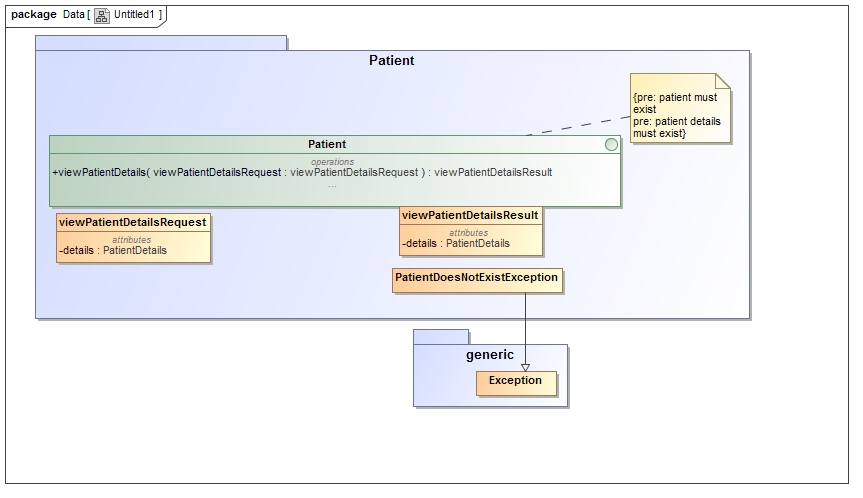 package Data [ Untitled1 ]
Patient
{pre: patient must
exist
pre: patient details
must exist}
Patient
operations
+viewPatientDetails( viewPatientDetailsRequest : viewPatientDetailsRequest ) : viewPatientDetailsResult
...
viewPatientDetailsRequest
attributes
-details : PatientDetails
viewPatientDetailsResult
attributes
-details : PatientDetails
PatientDoesNotExistException
generic
Exception